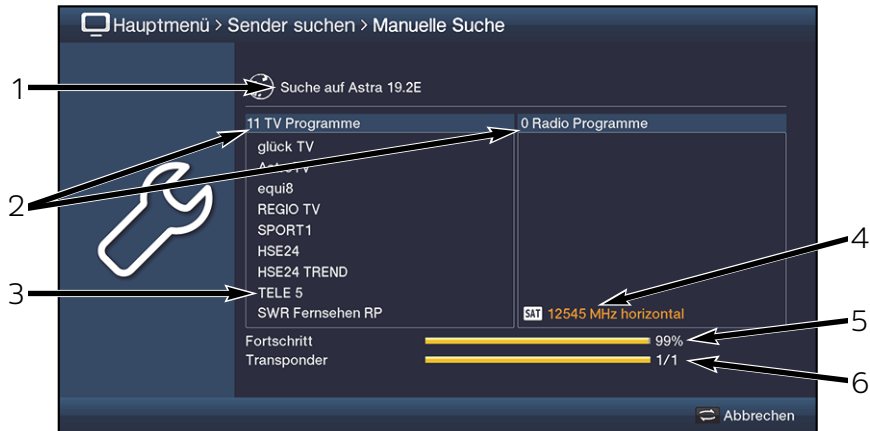 Hauptmenü > Sender suchen > Manuelle Suche
1
Suche auf Astra 19.2E
11 TV Programme
0 Radio Programme
glück TV
equi8
2
REGIO TV
SPORT1
HSE24
4
HSE24 TREND
3
TELE 5
SWR Fernsehen RP
SAT 12545 MHz horizontal
5
Fortschritt 99%
Transponder 1/1
6
Abbrechen